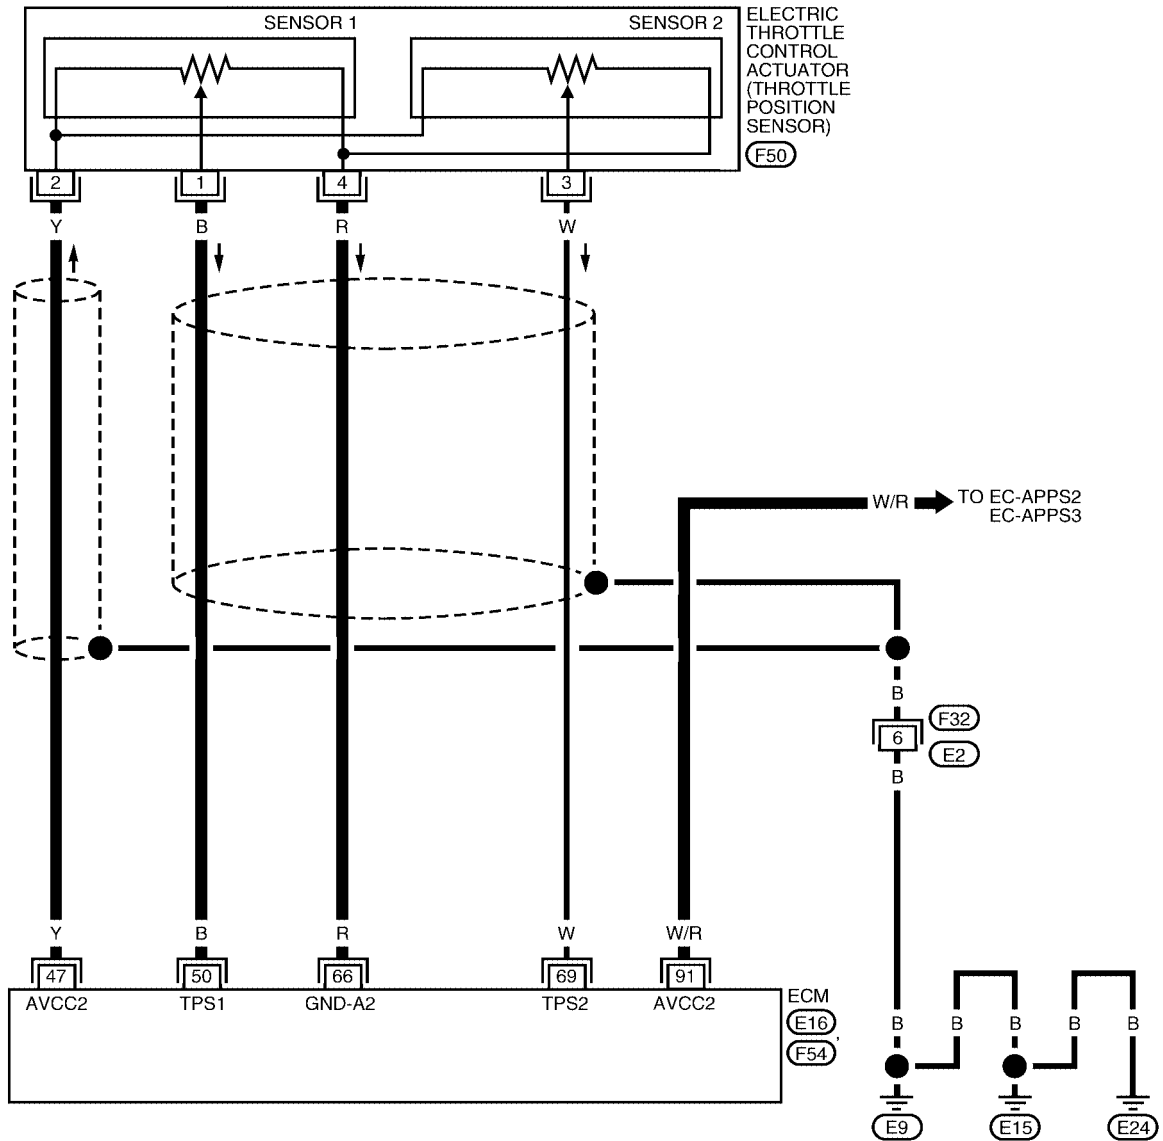 SENSOR 1
SENSOR 2
ELECTRIC
THROTTLE
CONTROL
ACTUATOR
(THROTTLE
POSITION
SENSOR)
F50
2
1
4
3
Y
B
R
W
W/R
TO EC-APPS2
EC-APPS3
B
F32
6
E2
B
Y
B
R
W
W/R
47
50
66
69
91
AVCC2
TPS1
GND-A2
TPS2
AVCC2
ECM
E16
,
F54
B
B
B
B
B
E9
E15
E24